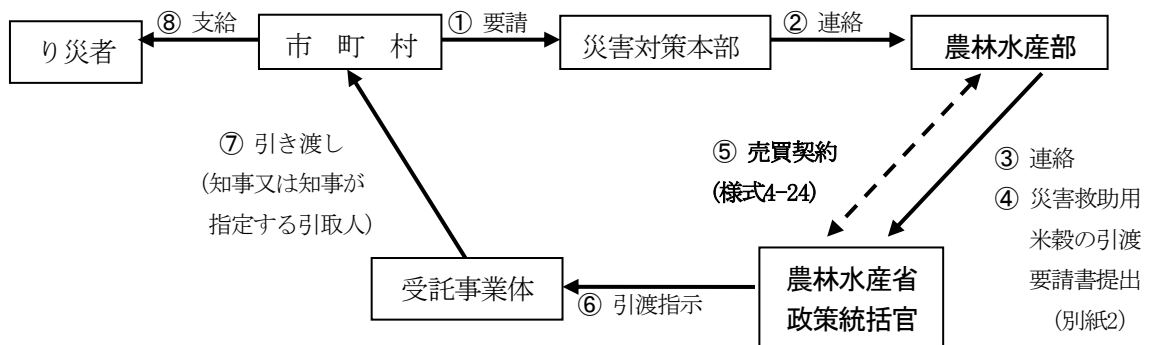 ⑧ 支給
① 要請
② 連絡
り災者
市 町 村
災害対策本部
農林水産部
⑦ 引き渡し
(知事又は知事が
指定する引取人)
⑤ 売買契約
(様式4-24)
③ 連絡
④ 災害救助用
米穀の引渡
要請書提出
(別紙2)
受託事業体
⑥ 引渡指示
農林水産省
政策統括官